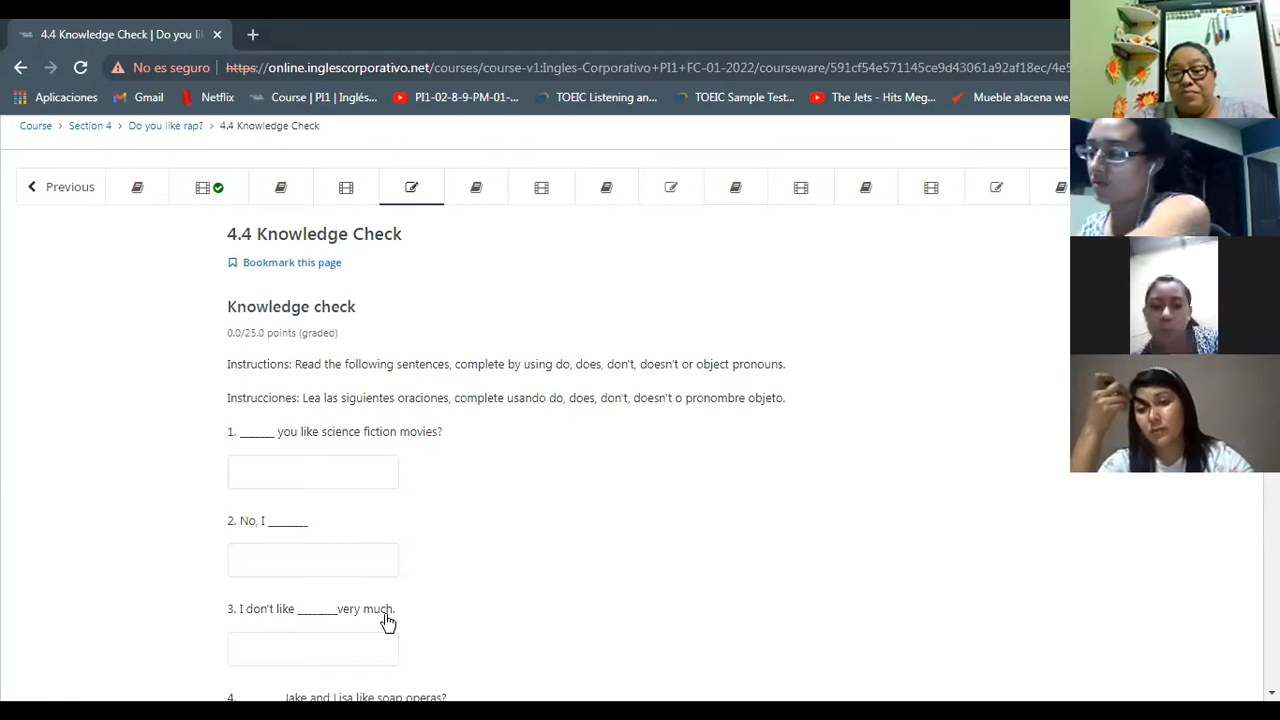 4.4 Knowledge Check | Do you li
No es seguro
https://online.inglescorporativo.net/co
e-v1:Ingles-Corporativo+PI1+FC-01-2022/courseware/591cf54e571145ce9d43061a92af18ec/4e5
Aplicaciones
Gmail
Netflix
Course | PI1 | Inglés...
PI1-02-8-9-PM-01-...
TOEIC Listening an...
TOEIC Sample Test...
The Jets - Hits Meg...
Mueble alacena we...
Course > Section 4 > Do you like rap? > 4.4 Knowledge Check
Previous
4.4 Knowledge Check
Bookmark this page
Knowledge check
0.0/25.0 points (graded)
Instructions: Read the following sentences, complete by using do, does, don't, doesn't or object pronouns.
Instrucciones: Lea las siguientes oraciones, complete usando do, does, don't, doesn't o pronombre objeto.
1. ______ you like science fiction movies?
2. No, I _______
3. I don't like _______very much.
4. _______ Jake and Lisa like soap operas?